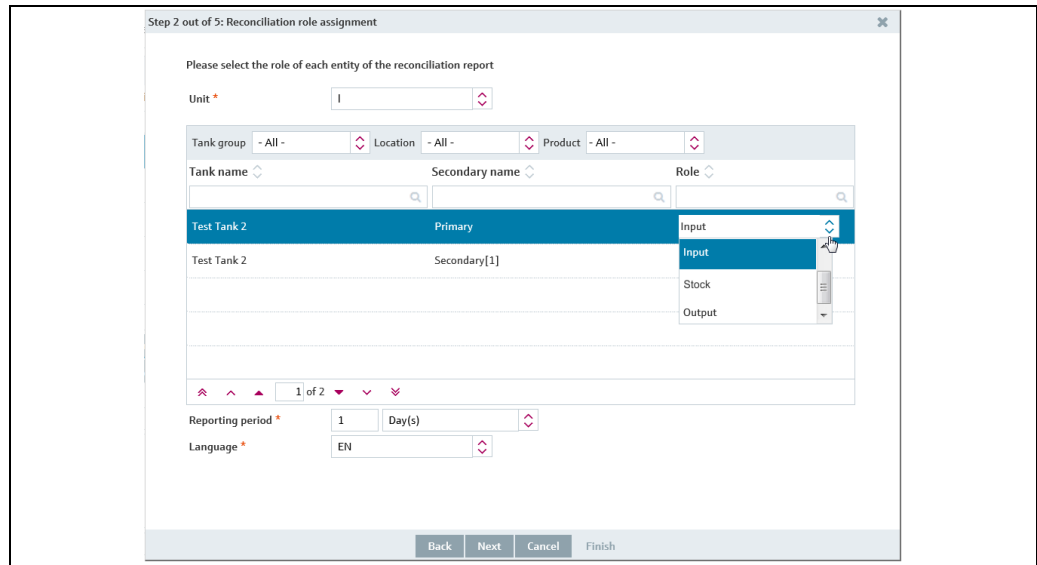 Step 2 out of 5: Reconciliation role assignment
Please select the role of each entity of the reconciliation report
Unit * l
Tank group - All - Location - All - Product - All -
Tank name Secondary name Role
Test Tank 2 Primary Input
Input
Test Tank 2 Secondary[1]
Stock
Output
1 of 2
Reporting period * 1 Day(s)
Language * EN
Back Next Cancel Finish